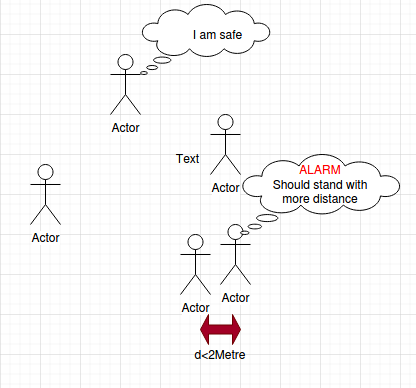 I am safe
Actor
Text
ALARM
Should stand with
more distance
Actor
Actor
Actor
Actor
d<2Metre